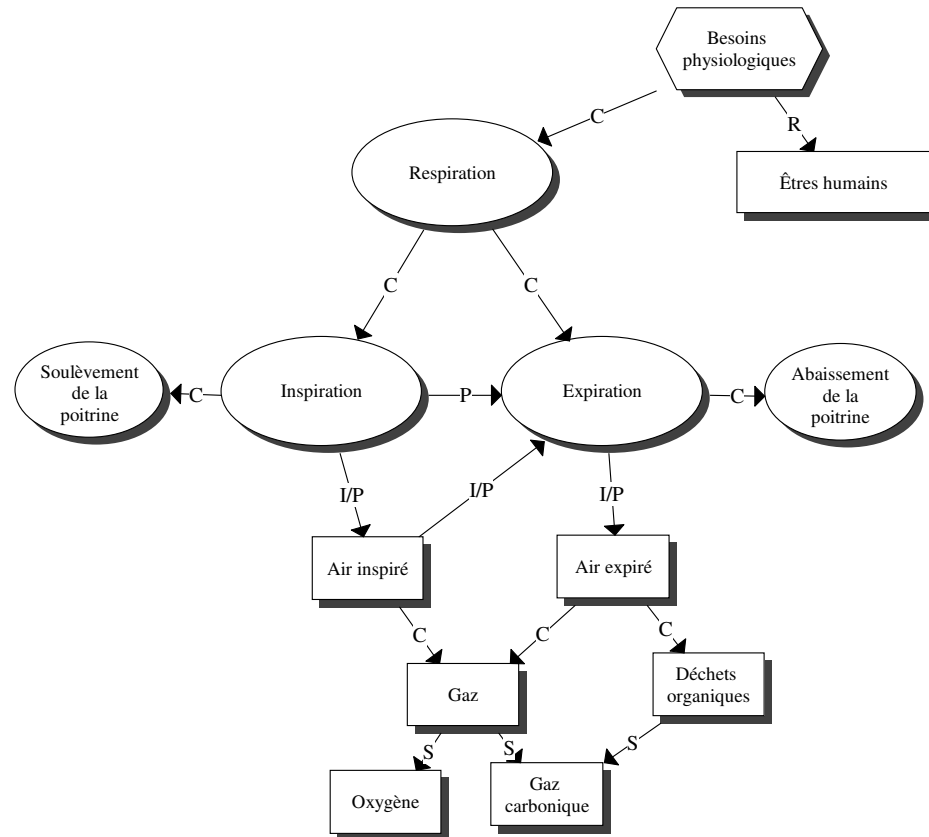 Besoins
physiologiques
C
R
Respiration
Êtres humains
C
C
Soulèvement
de la
poitrine
C
Inspiration
P
Expiration
C
Abaissement
de la
poitrine
I/P
I/P
I/P
Air inspiré
Air expiré
C
C
C
Gaz
Déchets
organiques
S
S
S
Oxygène
Gaz
carbonique